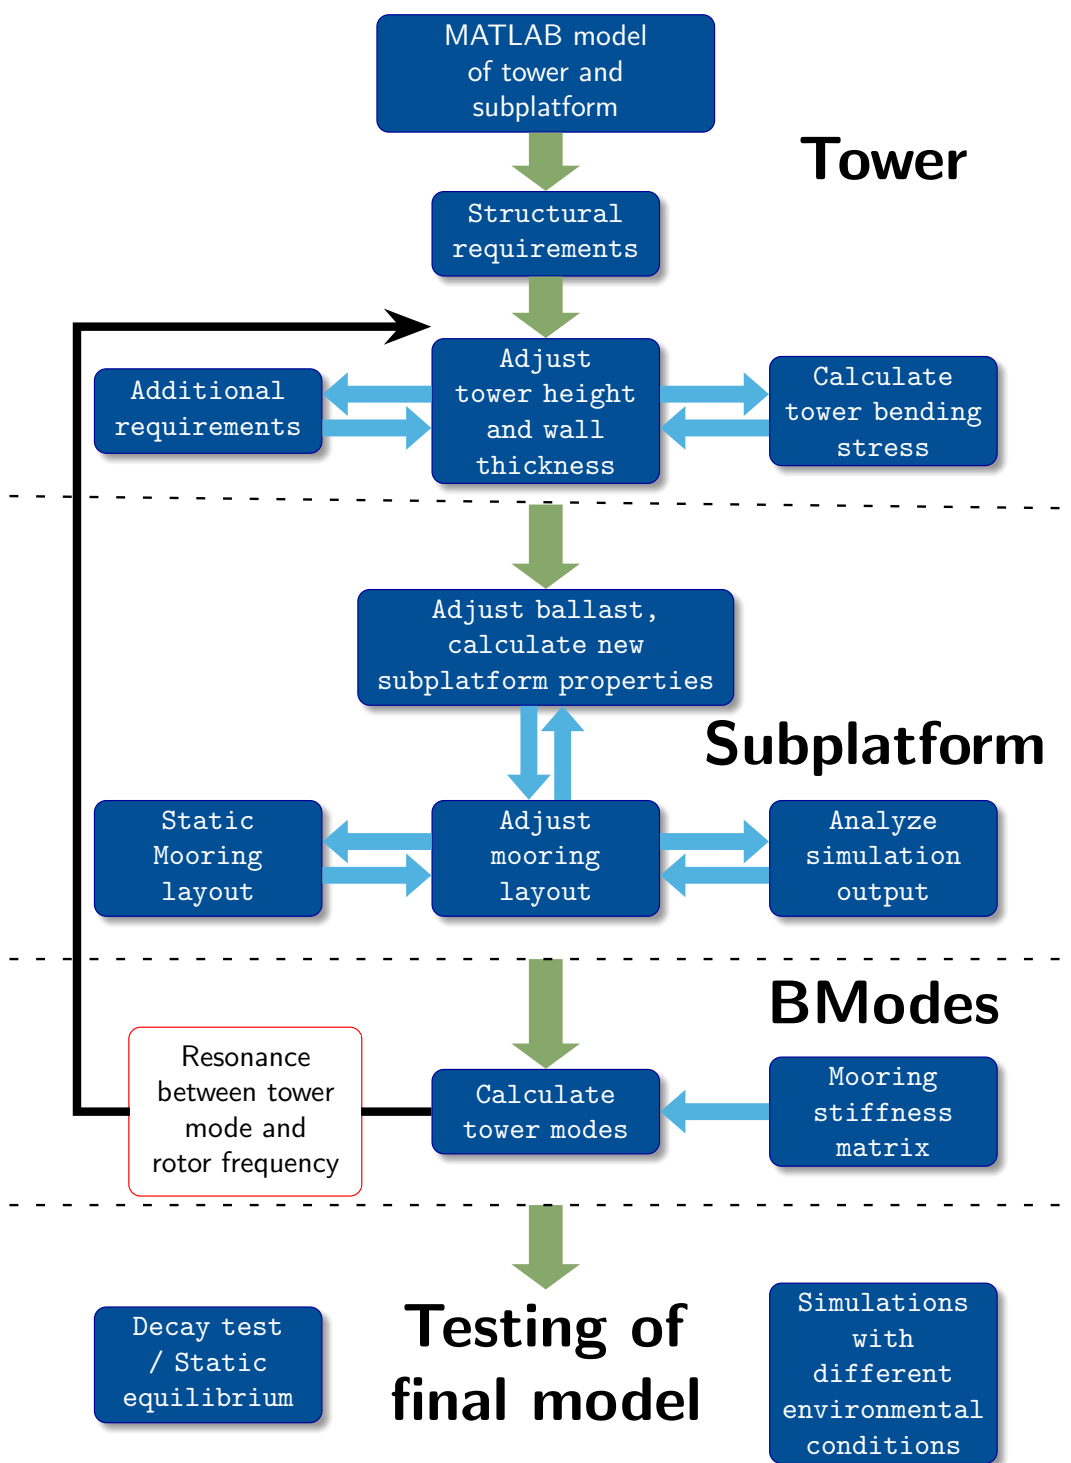 MATLAB model
of tower and
subplatform
Tower
Structural
requirements
Additional
requirements
Adjust
tower height
and wall
thickness
Calculate
tower bending
stress
Adjust ballast,
calculate new
subplatform properties
Subplatform
Static
Mooring
layout
Adjust
mooring
layout
Analyze
simulation
output
BModes
Resonance
between tower
mode and
rotor frequency
Calculate
tower modes
Mooring
stiffness
matrix
Decay test
/ Static
equilibrium
Testing of
final model
Simulations
with
different
environmental
conditions